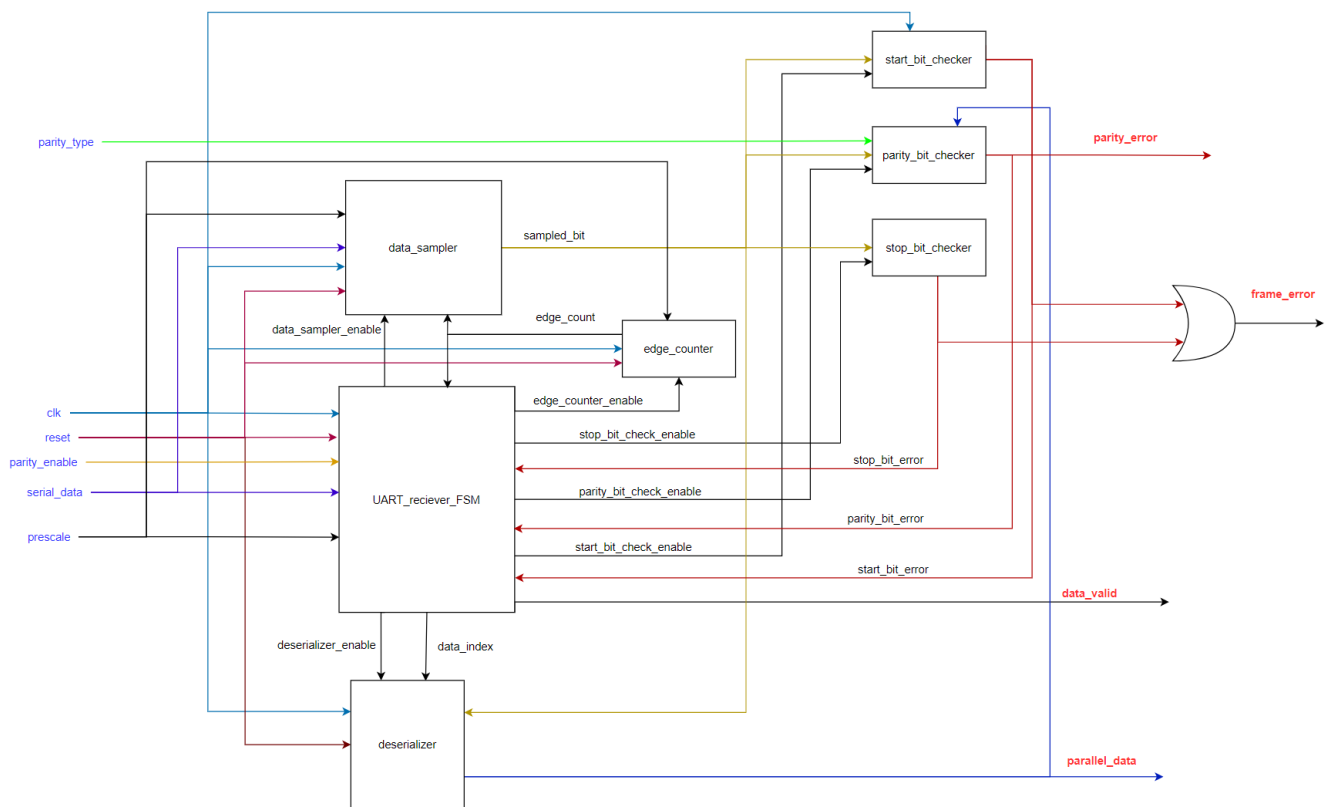 start_bit_checker
parity_type
parity_bit_checker
parity_error
data_sampler
sampled_bit
stop_bit_checker
frame_error
data_sampler_enable
edge_count
edge_counter
edge_counter_enable
clk
stop_bit_check_enable
reset
parity_enable
stop_bit_error
serial_data
UART_reciever_FSM
parity_bit_check_enable
parity_bit_error
prescale
start_bit_check_enable
start_bit_error
data_valid
deserializer_enable
data_index
deserializer
parallel_data